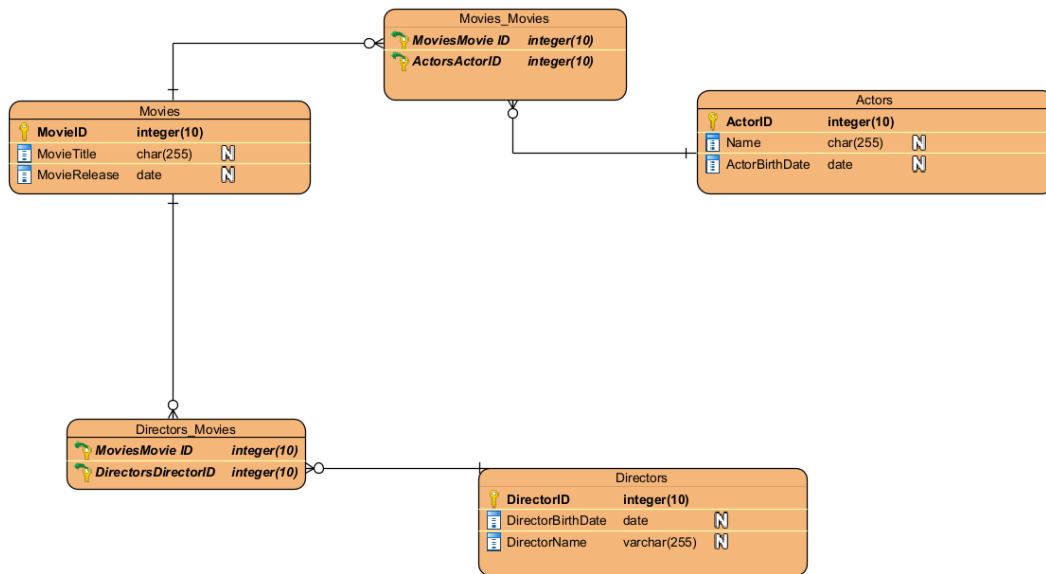 Movies_Movies
MoviesMovie ID integer(10)
ActorsActorID integer(10)
Movies
MovieID integer(10)
MovieTitle char(255) N
MovieRelease date N
Actors
ActorID integer(10)
Name char(255) N
ActorBirthDate date N
Directors_Movies
MoviesMovie ID integer(10)
DirectorsDirectorID integer(10)
Directors
DirectorID integer(10)
DirectorBirthDate date N
DirectorName varchar(255) N